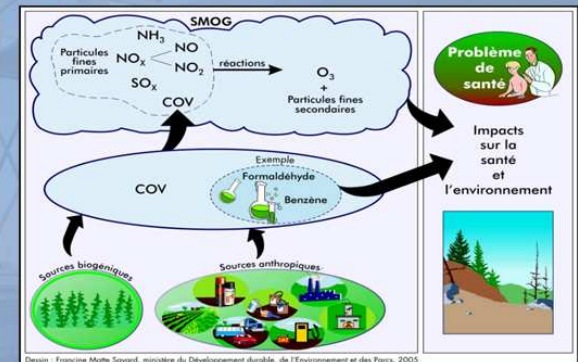 SMOG
Particules
fines
primaires
NH3
NOX
NO
NO2
SOX
COV
réactions
O3
+
Particules fines
secondaires
Problème
de
santé
Impacts
sur la
santé
et
l'environnement
COV
Exemple
Formaldéhyde
Benzène
Sources biogéniques
Sources anthropiques
Dessin : Francine Matte Savard, ministère du Développement durable, de l'Environnement et des Parcs, 2005